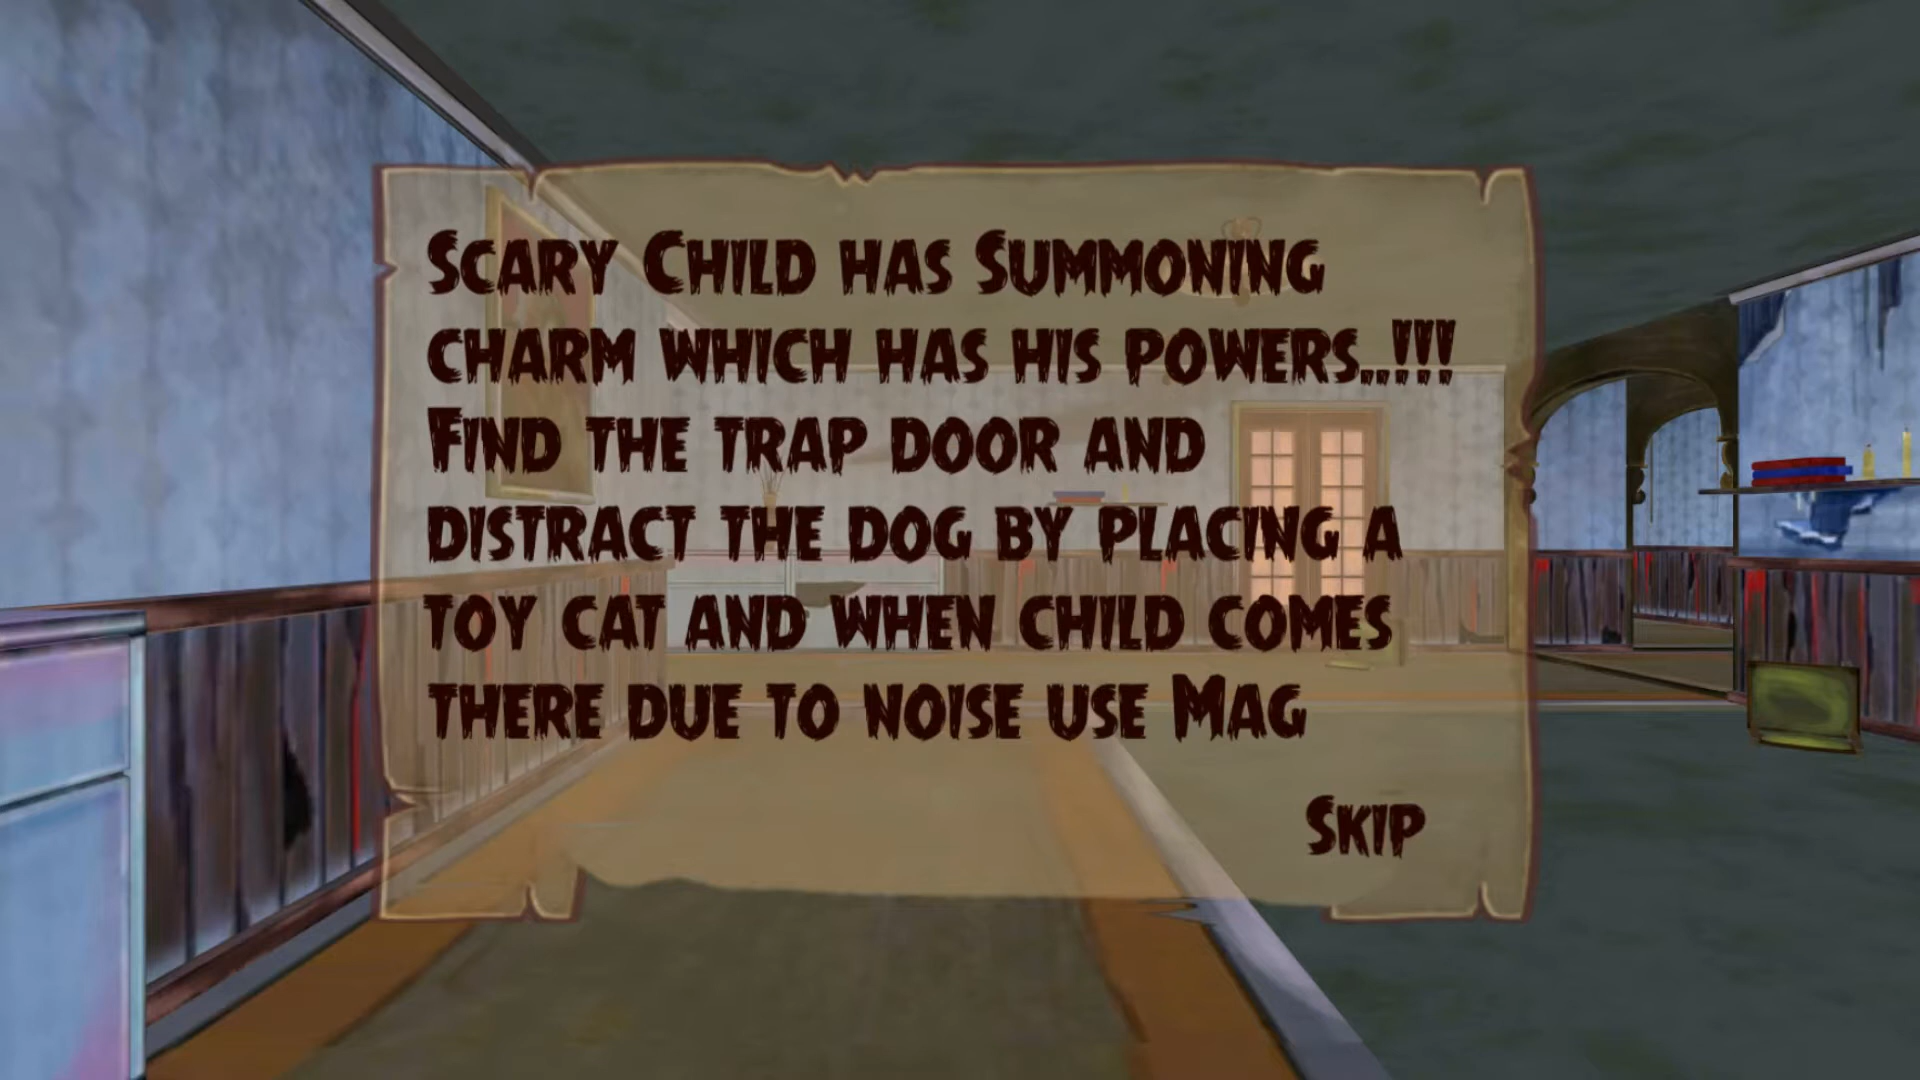 Scary Child has Summoning
charm which has his powers..!!!
Find the trap door and
distract the dog by placing a
toy cat and when child comes
there due to noise use Mag
Skip